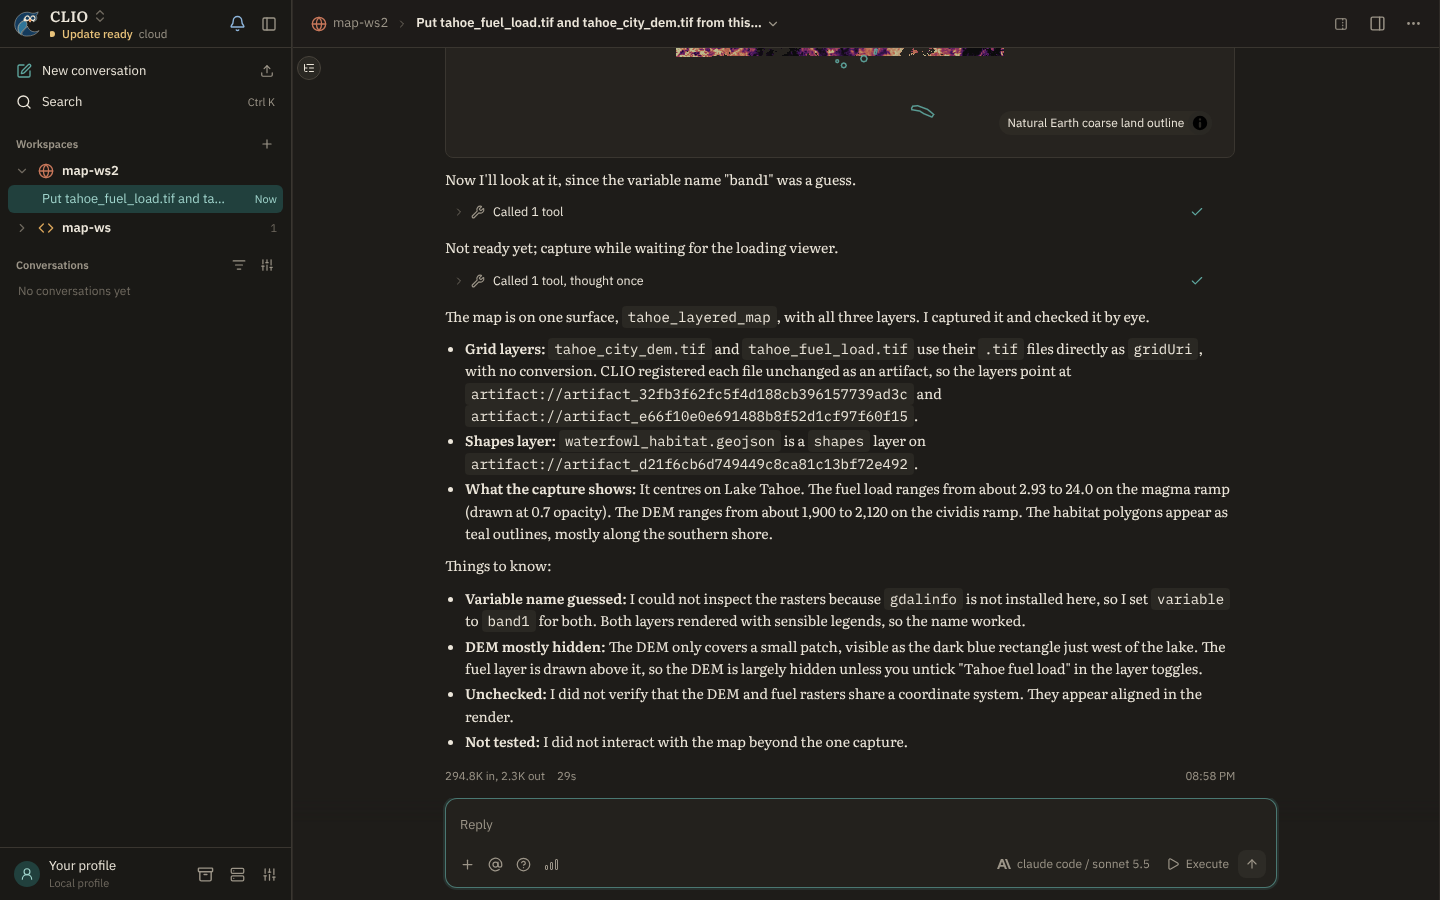 CLIO
Update ready cloud
New conversation
Search Ctrl K
Workspaces
map-ws2
Put tahoe_fuel_load.tif and ta... Now
map-ws 1
Conversations
No conversations yet
Your profile
Local profile
map-ws2 Put tahoe_fuel_load.tif and tahoe_city_dem.tif from this...
Natural Earth coarse land outline
Now I'll look at it, since the variable name "band1" was a guess.
Called 1 tool
Not ready yet; capture while waiting for the loading viewer.
Called 1 tool, thought once
The map is on one surface, tahoe_layered_map, with all three layers. I captured it and checked it by eye.
• Grid layers: tahoe_city_dem.tif and tahoe_fuel_load.tif use their .tif files directly as gridUri,
with no conversion. CLIO registered each file unchanged as an artifact, so the layers point at
artifact://artifact_32fb3f62fc5f4d188cb396157739ad3c and
artifact://artifact_e66f10e0e691488b8f52d1cf97f60f15.
• Shapes layer: waterfowl_habitat.geojson is a shapes layer on
artifact://artifact_d21f6cb6d749449c8ca81c13bf72e492.
• What the capture shows: It centres on Lake Tahoe. The fuel load ranges from about 2.93 to 24.0 on the magma ramp
(drawn at 0.7 opacity). The DEM ranges from about 1,900 to 2,120 on the cividis ramp. The habitat polygons appear as
teal outlines, mostly along the southern shore.
Things to know:
• Variable name guessed: I could not inspect the rasters because gdalinfo is not installed here, so I set variable
to band1 for both. Both layers rendered with sensible legends, so the name worked.
• DEM mostly hidden: The DEM only covers a small patch, visible as the dark blue rectangle just west of the lake. The
fuel layer is drawn above it, so the DEM is largely hidden unless you untick "Tahoe fuel load" in the layer toggles.
• Unchecked: I did not verify that the DEM and fuel rasters share a coordinate system. They appear aligned in the
render.
• Not tested: I did not interact with the map beyond the one capture.
294.8K in, 2.3K out 29s 08:58 PM
Reply
claude code / sonnet 5.5 Execute